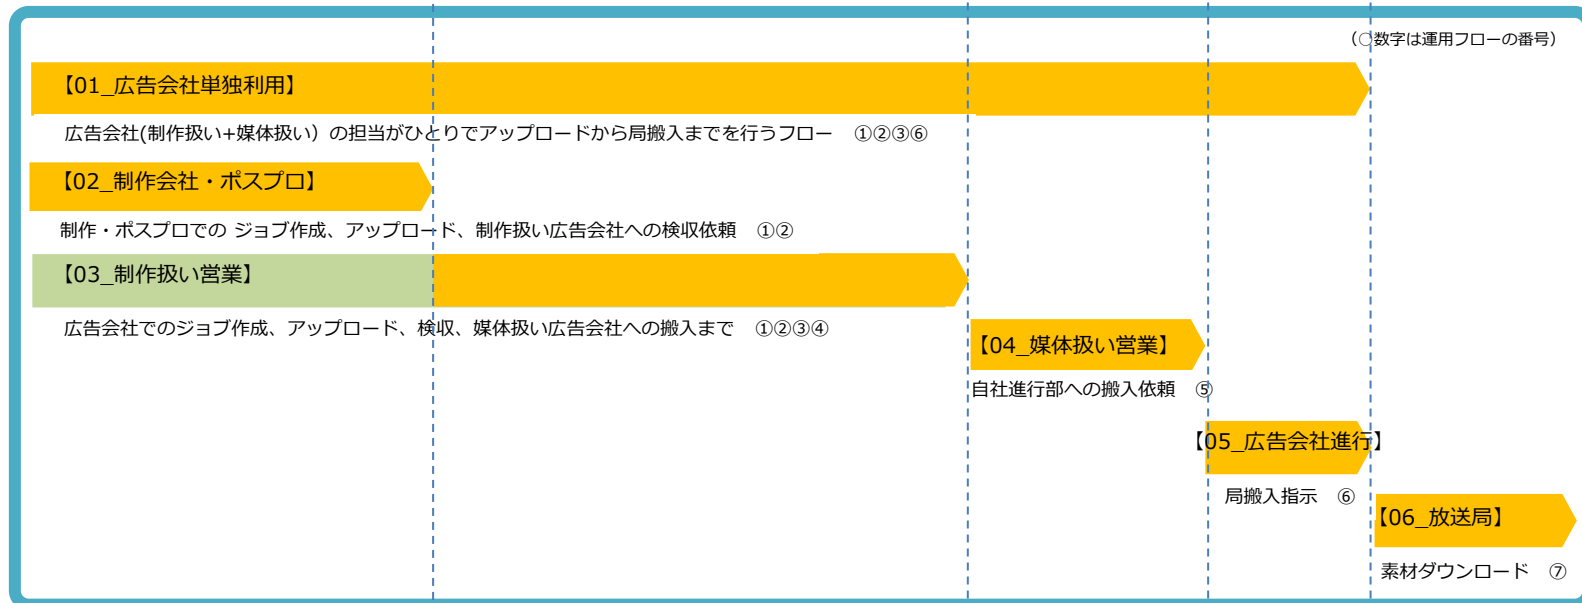 （○数字は運用フローの番号）
【01_広告会社単独利用】
広告会社(制作扱い+媒体扱い）の担当がひとりでアップロードから局搬入までを行うフロー　①②③⑥
【02_制作会社・ポスプロ】
制作・ポスプロでの ジョブ作成、アップロード、制作扱い広告会社への検収依頼　①②
【03_制作扱い営業】
広告会社でのジョブ作成、アップロード、検収、媒体扱い広告会社への搬入まで　①②③④
【04_媒体扱い営業】
自社進行部への搬入依頼　⑤
【05_広告会社進行】
局搬入指示　⑥
【06_放送局】
素材ダウンロード　⑦